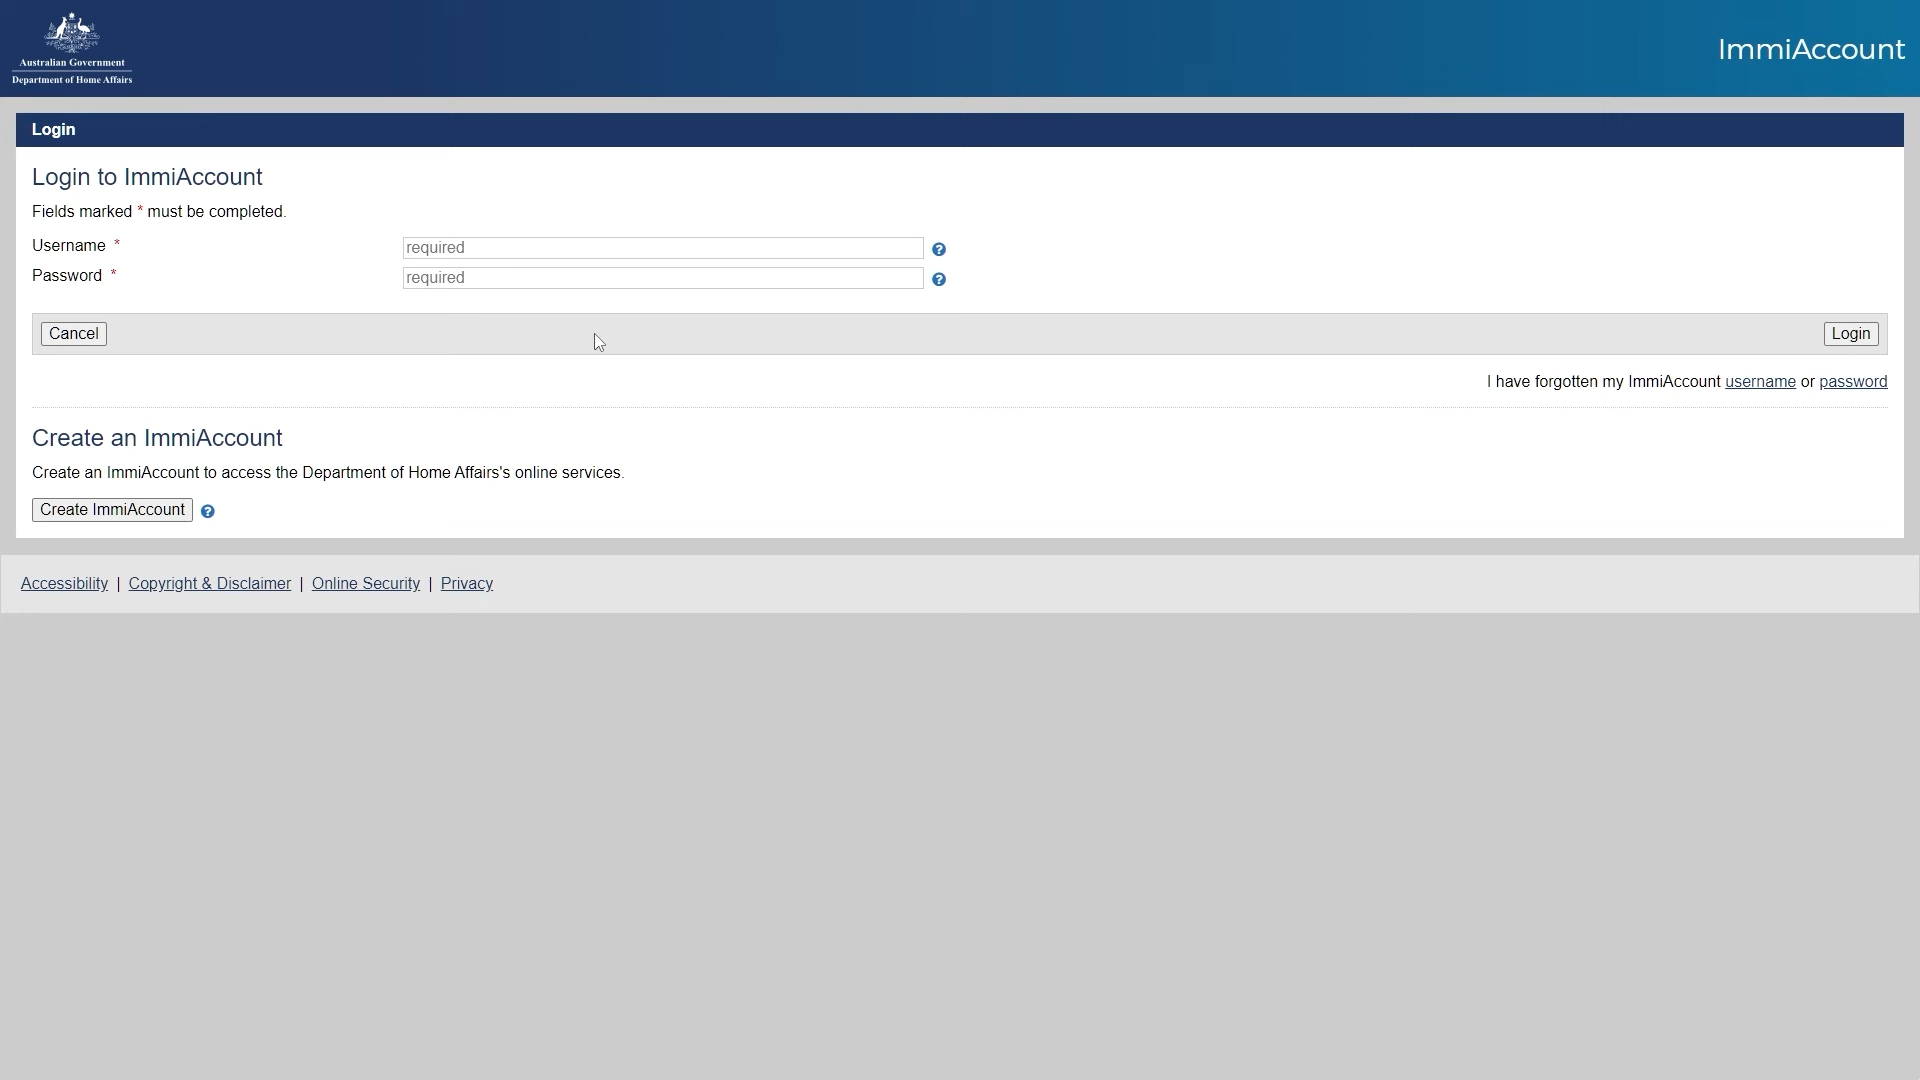 Australian Government
Department of Home Affairs
ImmiAccount
Login
Login to ImmiAccount
Fields marked * must be completed.
Username * required ?
Password * required ?
Cancel Login
I have forgotten my ImmiAccount username or password
Create an ImmiAccount
Create an ImmiAccount to access the Department of Home Affairs's online services.
Create ImmiAccount ?
Accessibility | Copyright & Disclaimer | Online Security | Privacy